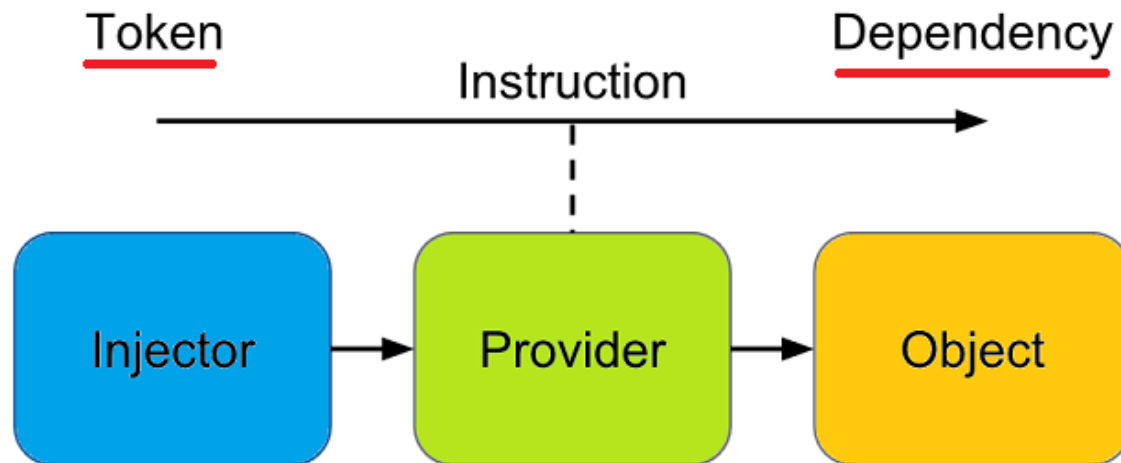 Token
Dependency
Instruction
Injector
Provider
Object